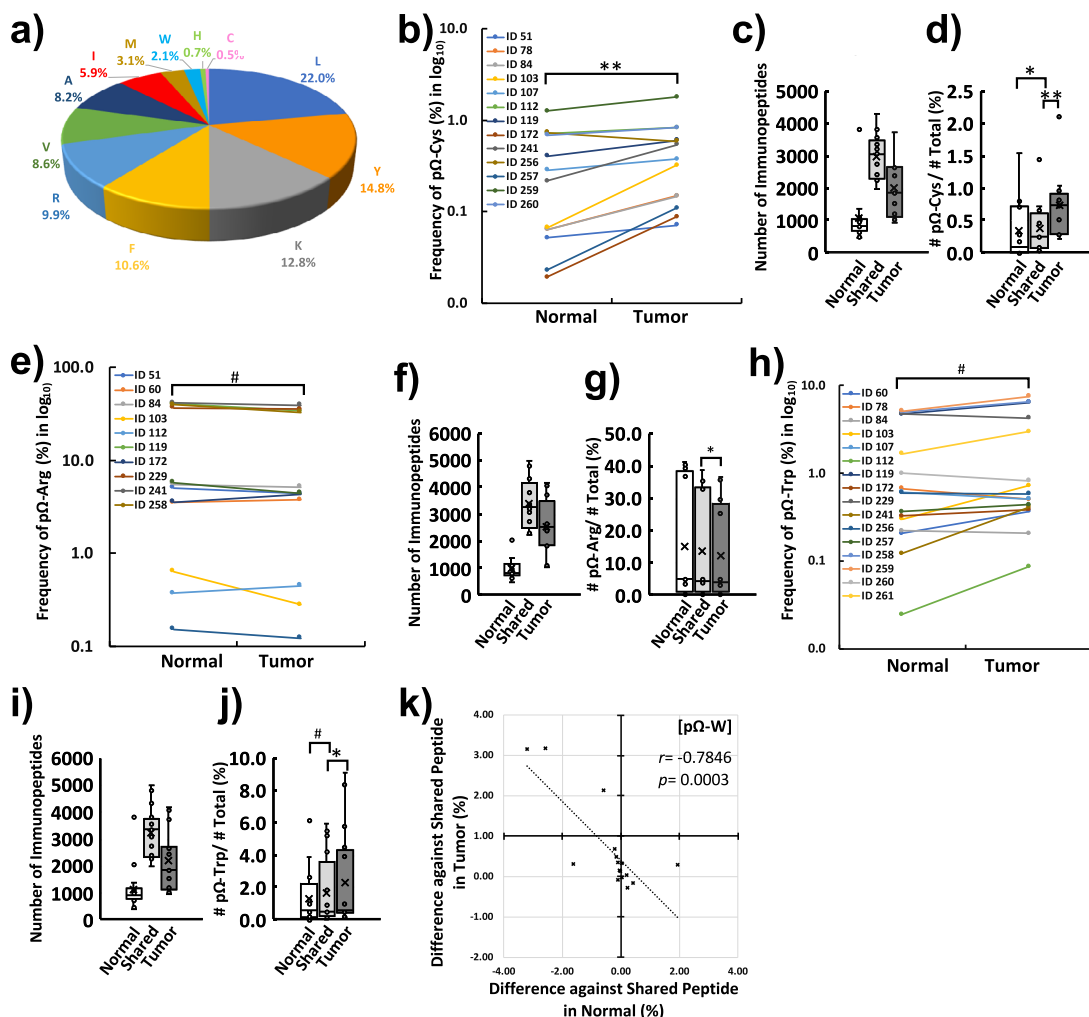 a)
L
22.0%
Y
14.8%
K
12.8%
F
10.6%
R
9.9%
V
8.6%
A
8.2%
I
5.9%
M
3.1%
W
2.1%
H
0.7%
C
0.5%
b)
Frequency of pΩ-Cys (%) in log10)
10.0
1.0
0.1
0.0
ID 51
ID 78
ID 84
ID 103
ID 107
ID 112
ID 119
ID 172
ID 241
ID 256
ID 257
ID 259
ID 260
**
Normal
Tumor
c)
Number of Immunopeptides
5000
4000
3000
2000
1000
0
Normal
Shared
Tumor
d)
# pΩ-Cys/ # Total (%)
2.5
2.0
1.5
1.0
0.5
0.0
*
**
Normal
Shared
Tumor
e)
Frequency of pΩ-Arg (%) in log10)
100.0
10.0
1.0
0.1
ID 51
ID 60
ID 84
ID 103
ID 112
ID 119
ID 172
ID 229
ID 241
ID 258
#
Normal
Tumor
f)
Number of Immunopeptides
6000
5000
4000
3000
2000
1000
0
Normal
Shared
Tumor
g)
# pΩ-Arg/ # Total (%)
50.0
40.0
30.0
20.0
10.0
0.0
*
Normal
Shared
Tumor
h)
Frequency of pΩ-Trp (%) in log10)
10.0
1.0
0.1
0.0
ID 60
ID 78
ID 84
ID 103
ID 107
ID 112
ID 119
ID 172
ID 229
ID 241
ID 256
ID 257
ID 258
ID 259
ID 260
ID 261
#
Normal
Tumor
i)
Number of Immunopeptides
6000
5000
4000
3000
2000
1000
0
Normal
Shared
Tumor
j)
# pΩ-Trp/ # Total (%)
10.0
8.0
6.0
4.0
2.0
0.0
#
*
Normal
Shared
Tumor
k)
Difference against Shared Peptide
in Tumor (%)
4.00
3.00
2.00
1.00
0.00
-1.00
-2.00
[pΩ-W]
r= -0.7846
p= 0.0003
-4.00
-2.00
0.00
2.00
4.00
Difference against Shared Peptide
in Normal (%)